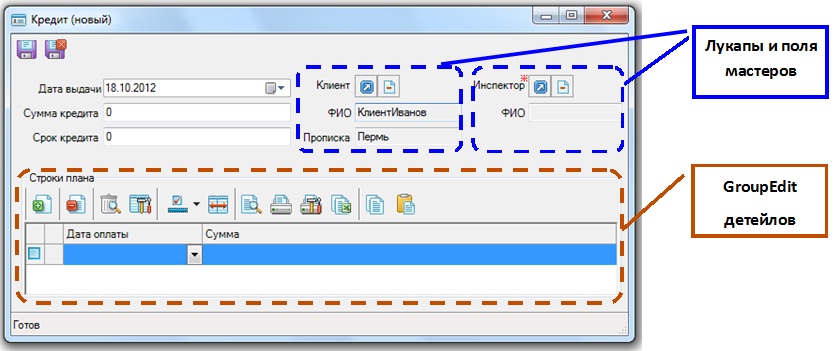 Кредит (новый)
Лукапы и поля
мастеров
Дата выдачи 18.10.2012 Клиент Инспектор
Сумма кредита 0 ФИО КлиентИванов ФИО
Срок кредита 0 Прописка Пермь
Строки плана
GroupEdit
детейлов
Дата оплаты Сумма
Готов